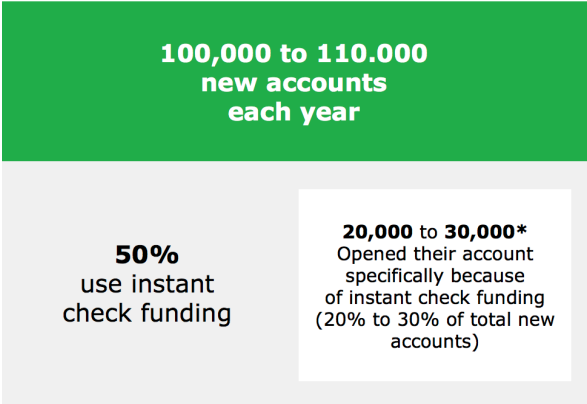 100,000 to 110.000
new accounts
each year
50%
use instant
check funding
20,000 to 30,000*
Opened their account
specifically because
of instant check funding
(20% to 30% of total new
accounts)